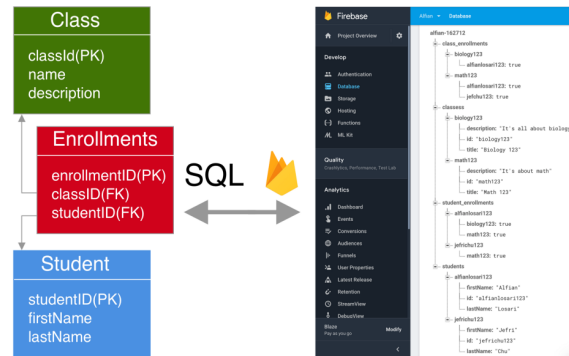 Class
classId(PK)
name
description
Enrollments
enrollmentID(PK)
classID(FK)
studentID(FK)
Student
studentID(PK)
firstName
lastName
SQL
Firebase
Project Overview
Develop
Authentication
Database
Storage
Hosting
Functions
ML Kit
Quality
Crashlytics, Performance, Test Lab
Analytics
Dashboard
Events
Conversions
Audiences
Funnels
User Properties
Latest Release
Retention
StreamView
DebugView
Blaze
Pay as you go
Modify
Alfian
Database
alfian-162712
class_enrollments
biology123
alfianlosari123: true
math123
alfianlosari123: true
jefrichu123: true
classess
biology123
description: "It's all about biology
id: "biology123"
title: "Biology 123"
math123
description: "It's about math"
id: "math123"
title: "Math 123"
student_enrollments
alfianlosari123
biology123: true
math123: true
jefrichu123
math123: true
students
alfianlosari123
firstName: "Alfian"
id: "alfianlosari123"
lastName: "Losari"
jefrichu123
firstName: "Jefri"
id: "jefrichu123"
lastName: "Chu"